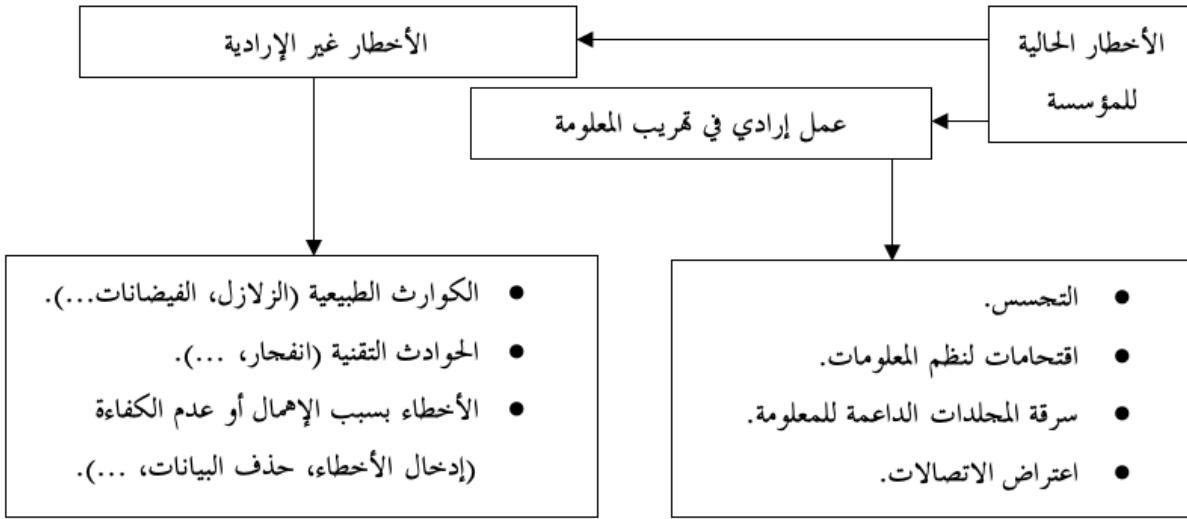 الأخطار الحالية
للمؤسسة
الأخطار غير الإرادية
عمل إرادي في تهريب المعلومة
● التجسس.
● اقتحامات لنظم المعلومات.
● سرقة المجلدات الداعمة للمعلومة.
● اعتراض الاتصالات.
● الكوارث الطبيعية (الزلازل، الفيضانات...).
● الحوادث التقنية (انفجار، ...).
● الأخطاء بسبب الإهمال أو عدم الكفاءة
(إدخال الأخطاء، حذف البيانات، ...).